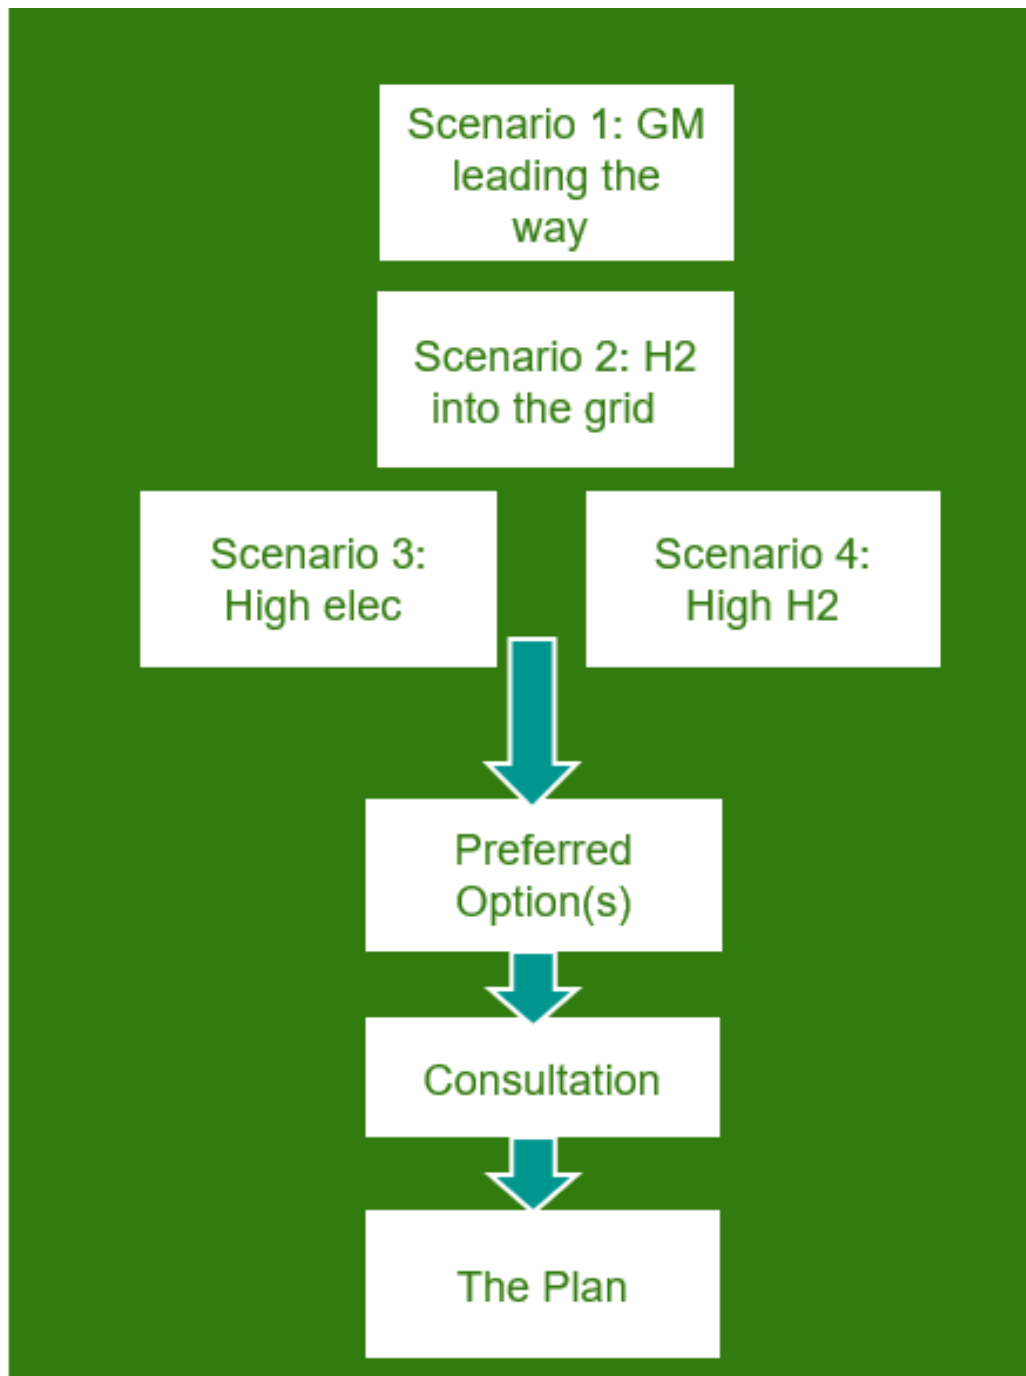 Scenario 1: GM
leading the
way
Scenario 2: H2
into the grid
Scenario 3:
High elec
Scenario 4:
High H2
Preferred
Option(s)
Consultation
The Plan